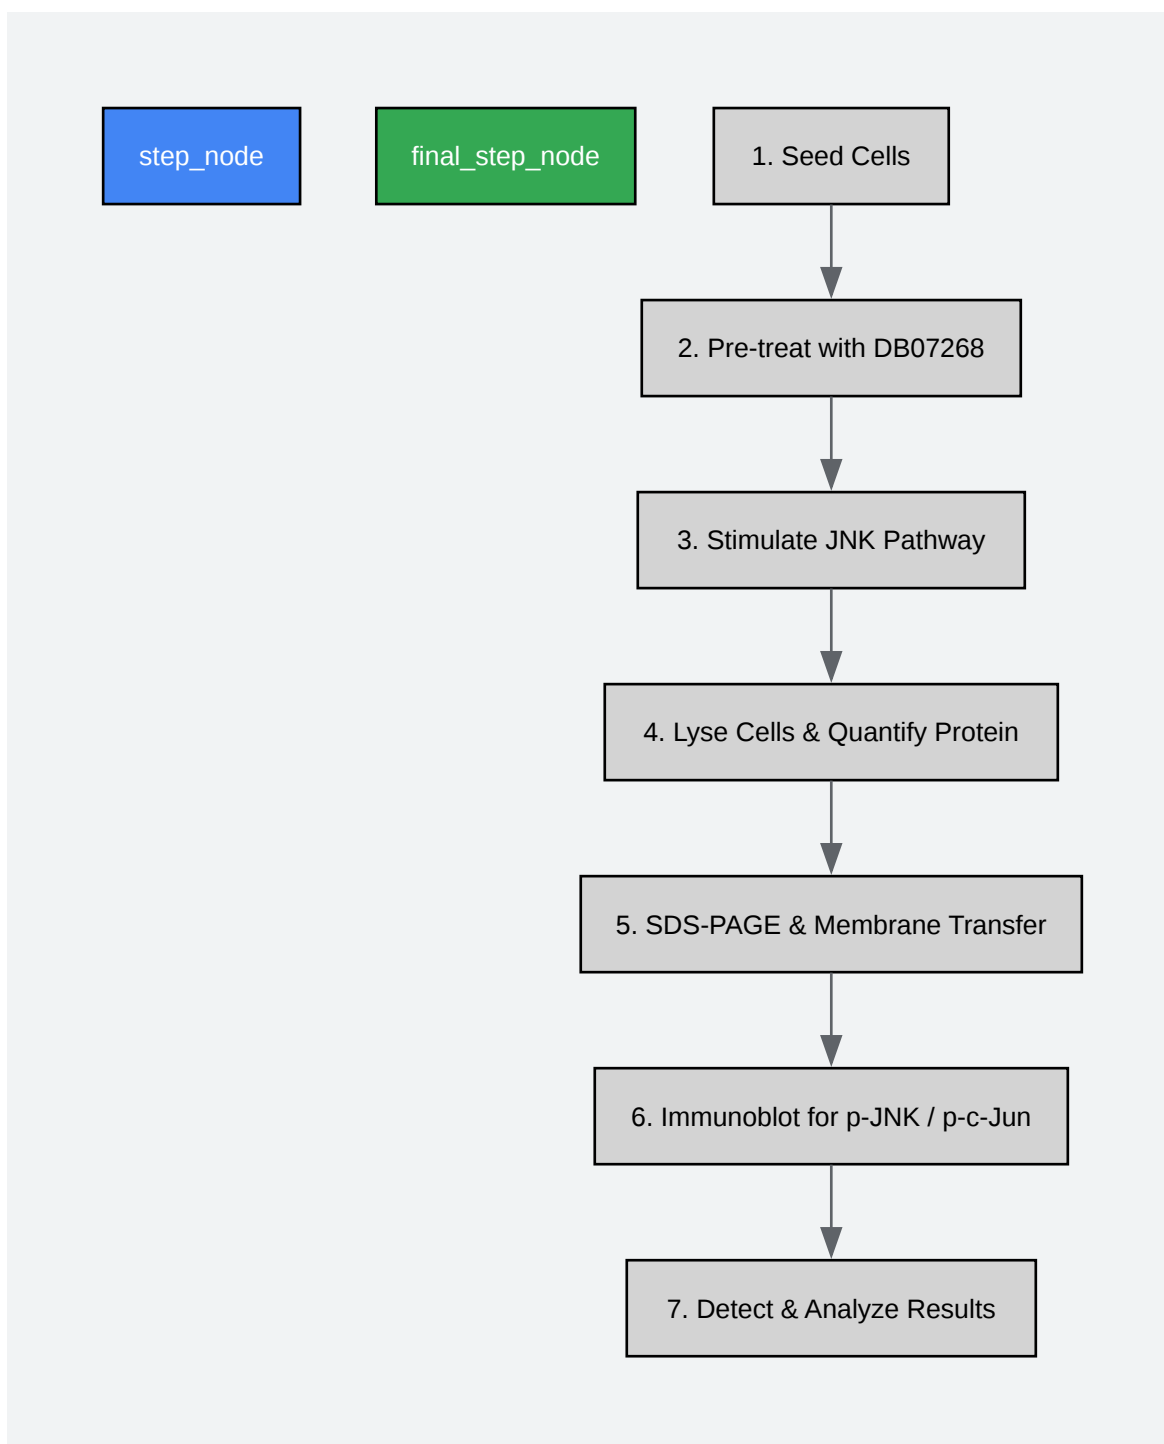 step_node
final_step_node
1. Seed Cells
2. Pre-treat with DB07268
3. Stimulate JNK Pathway
4. Lyse Cells & Quantify Protein
5. SDS-PAGE & Membrane Transfer
6. Immunoblot for p-JNK / p-c-Jun
7. Detect & Analyze Results